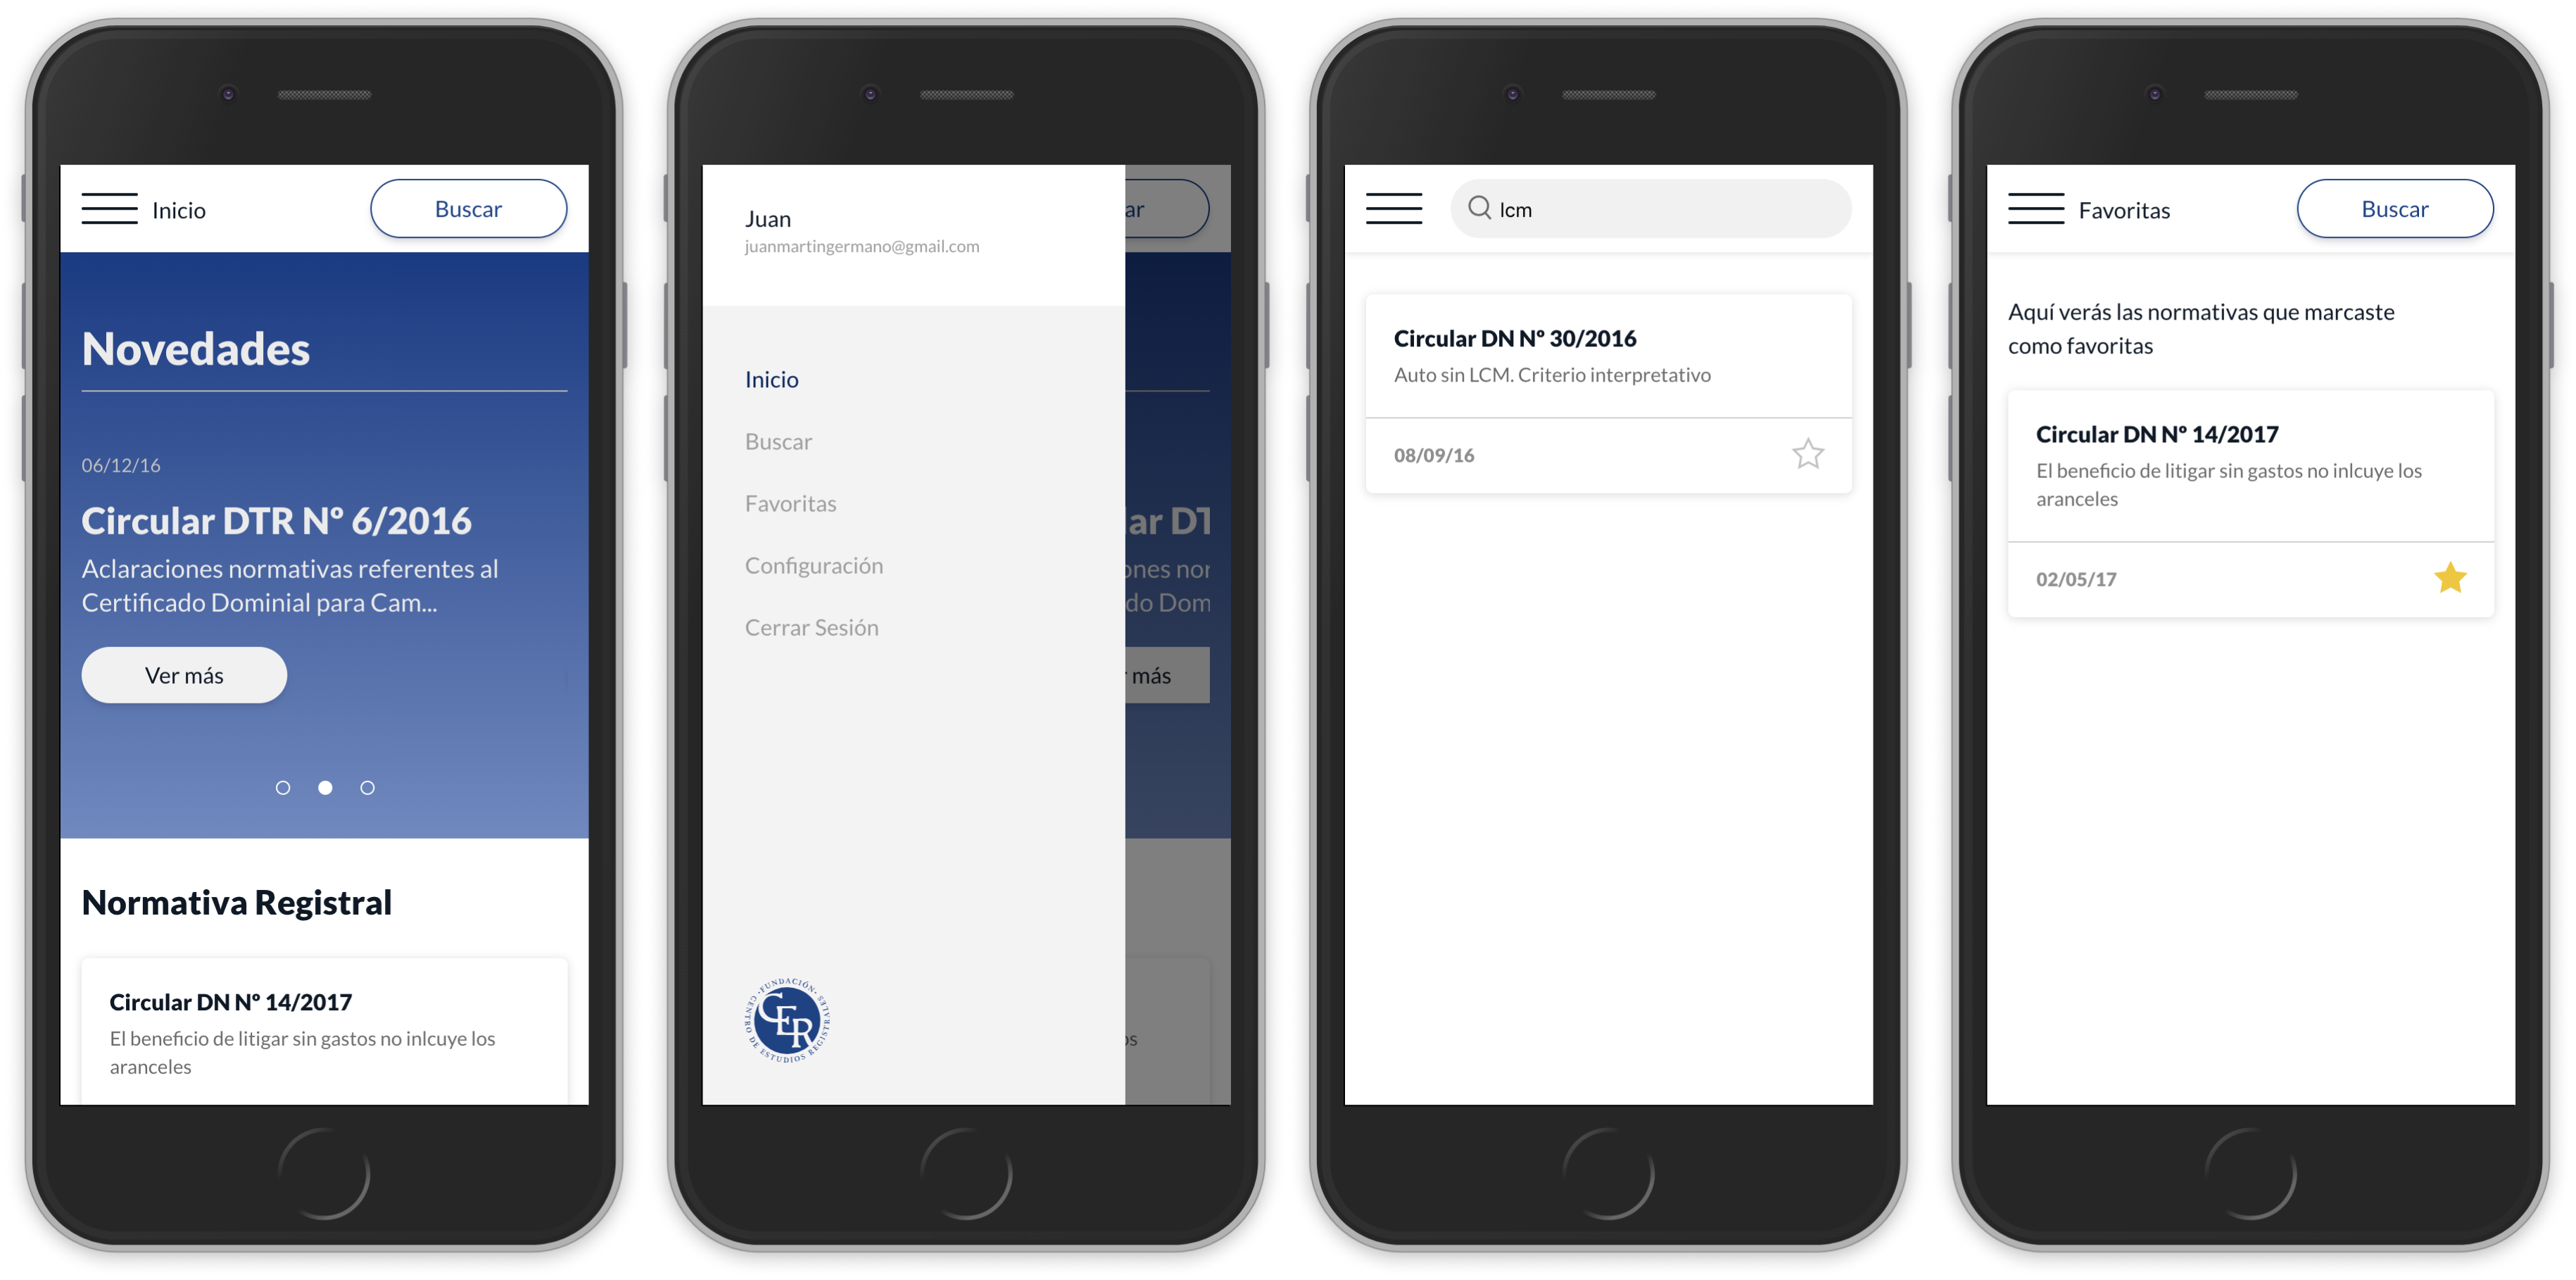 Inicio
Buscar
Novedades
06/12/16
Circular DTR Nº 6/2016
Aclaraciones normativas referentes al
Certificado Dominial para Cam...
Ver más
Normativa Registral
Circular DN Nº 14/2017
El beneficio de litigar sin gastos no inlcuye los
aranceles
Juan
juanmartingermano@gmail.com
Inicio
Buscar
Favoritas
Configuración
Cerrar Sesión
CER
FUNDACIÓN
CENTRO DE ESTUDIOS REGISTRALES
ar
ar DT
ones nor
do Dom
más
os
lcm
Circular DN Nº 30/2016
Auto sin LCM. Criterio interpretativo
08/09/16
Favoritas
Buscar
Aquí verás las normativas que marcaste
como favoritas
Circular DN Nº 14/2017
El beneficio de litigar sin gastos no inlcuye los
aranceles
02/05/17